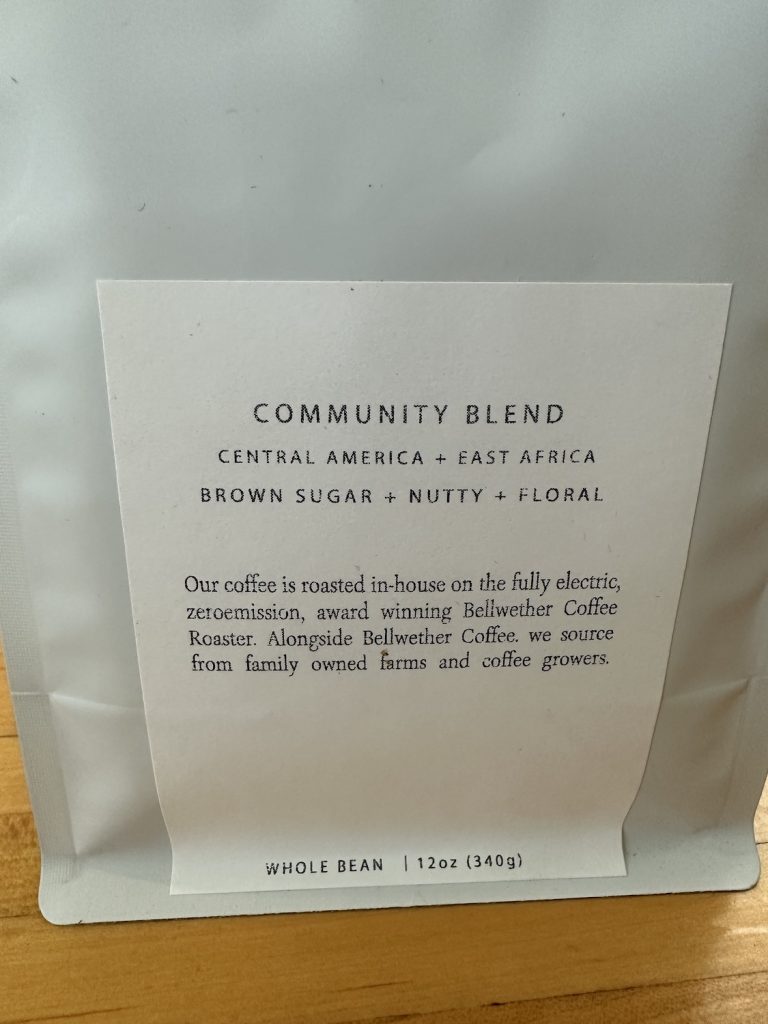 COMMUNITY BLEND
CENTRAL AMERICA + EAST AFRICA
BROWN SUGAR + NUTTY + FLORAL
Our coffee is roasted in-house on the fully electric,
zeroemission, award winning Bellwether Coffee
Roaster. Alongside Bellwether Coffee. we source
from family owned farms and coffee growers.
WHOLE BEAN | 12oz (340g)